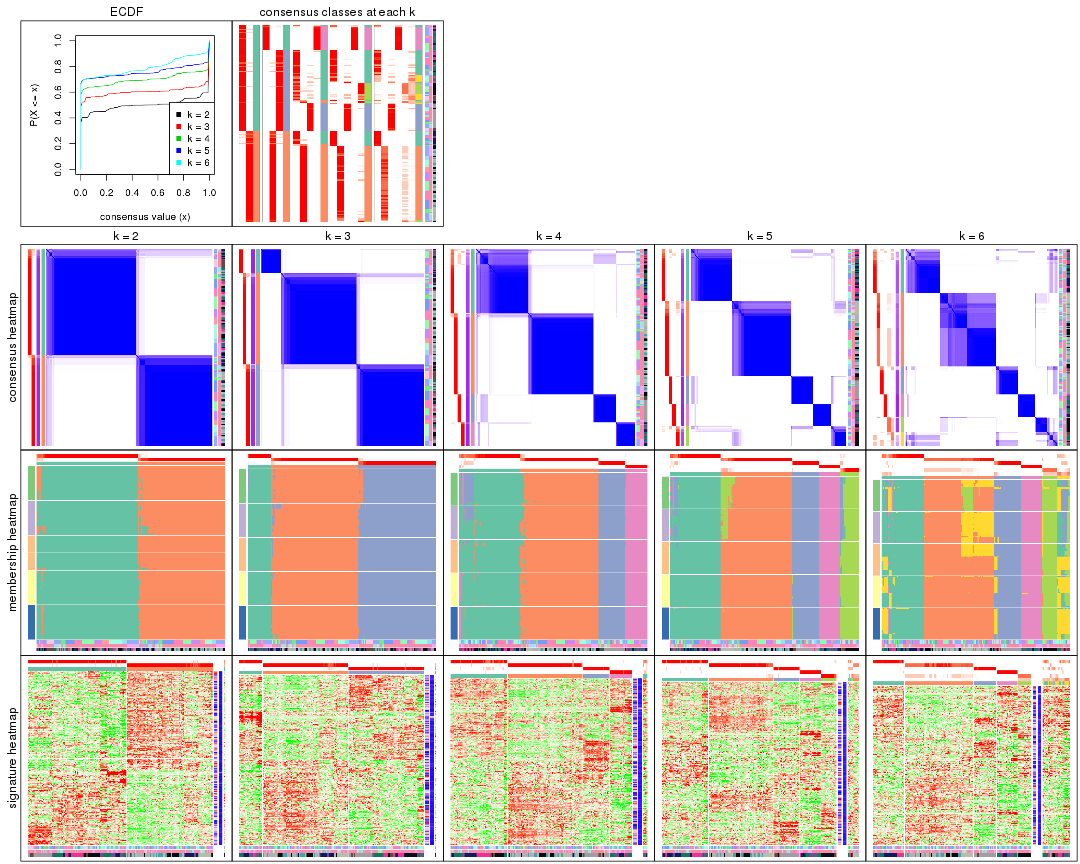 ECDF
consensus classes at each k
P(X <= x)
0.0
0.2
0.4
0.6
0.8
1.0
k = 2
k = 3
k = 4
k = 5
k = 6
0.0 0.2 0.4 0.6 0.8 1.0
consensus value (x)
k = 2
k = 3
k = 4
k = 5
k = 6
consensus heatmap
membership heatmap
signature heatmap